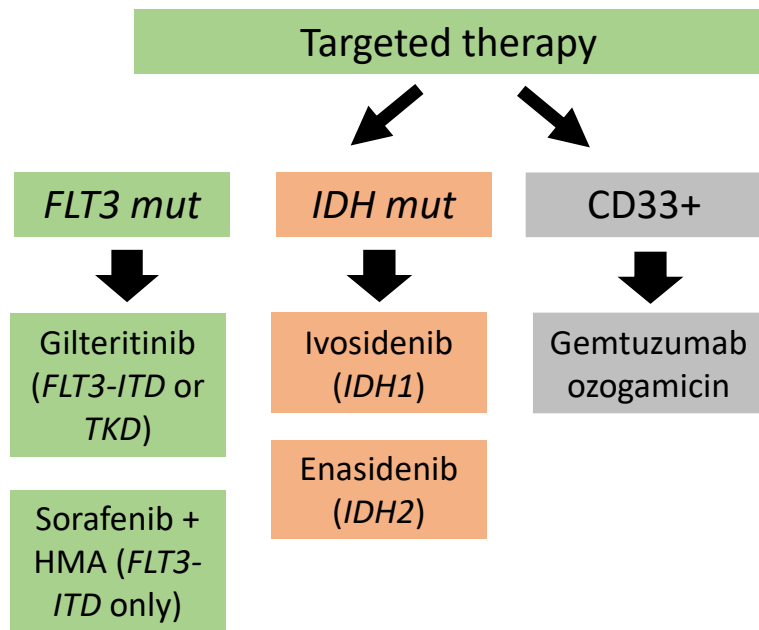 Targeted therapy
FLT3 mut
IDH mut
CD33+
Gilteritinib
(FLT3-ITD or
TKD)
Sorafenib +
HMA (FLT3-
ITD only)
Ivosidenib
(IDH1)
Enasidenib
(IDH2)
Gemtuzumab
ozogamicin